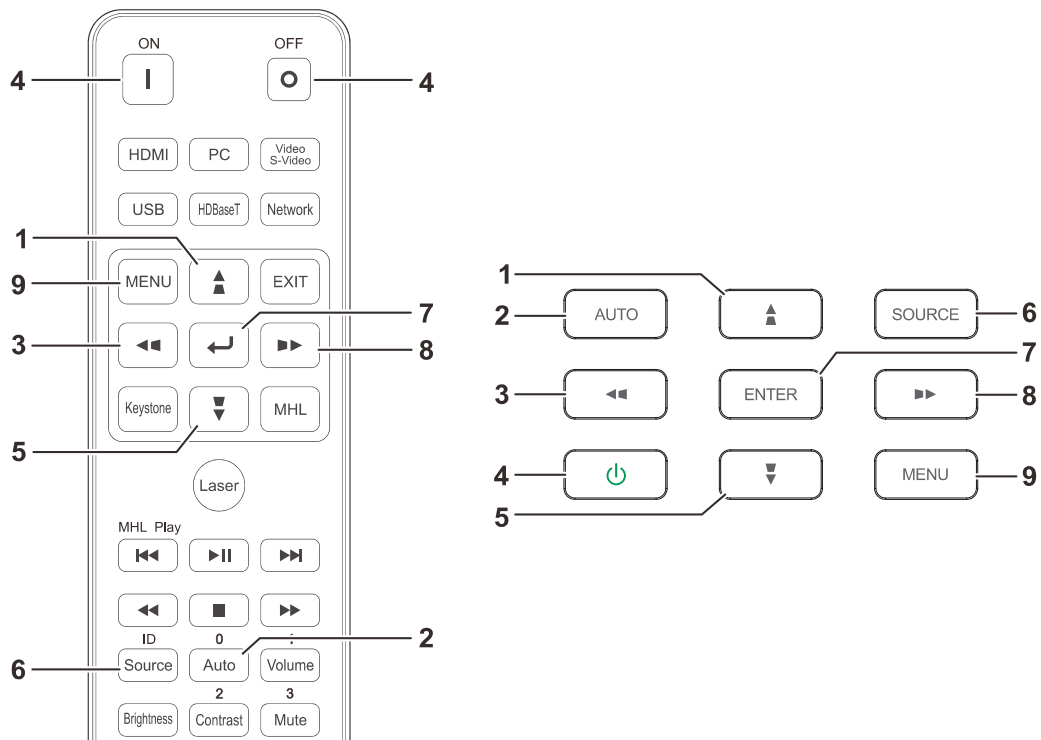 ON OFF
4 4
HDMI PC Video
S-Video
USB HDBaseT Network
1
9 MENU EXIT
7
3 8
Keystone MHL
5
Laser
MHL Play
ID 0 :
2
6 Source Auto Volume
2 3
Brightness Contrast Mute
1
2 AUTO SOURCE 6
7
3 ENTER 8
4 MENU 9
5